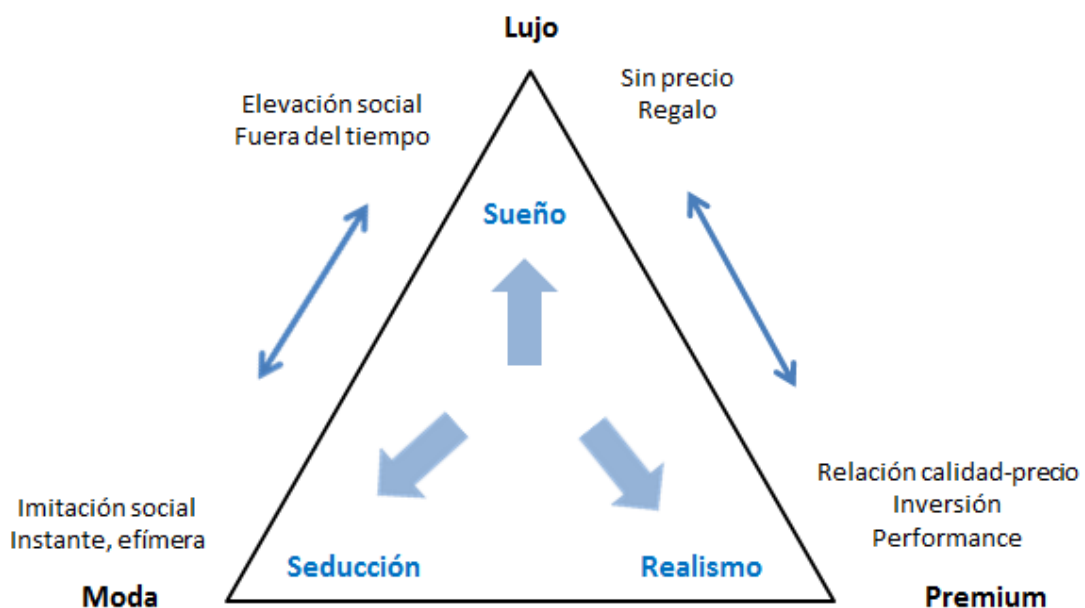 Lujo
Elevación social
Fuera del tiempo
Sin precio
Regalo
Sueño
Imitación social
Instante, efímera
Relación calidad-precio
Inversión
Performance
Seducción
Realismo
Moda
Premium